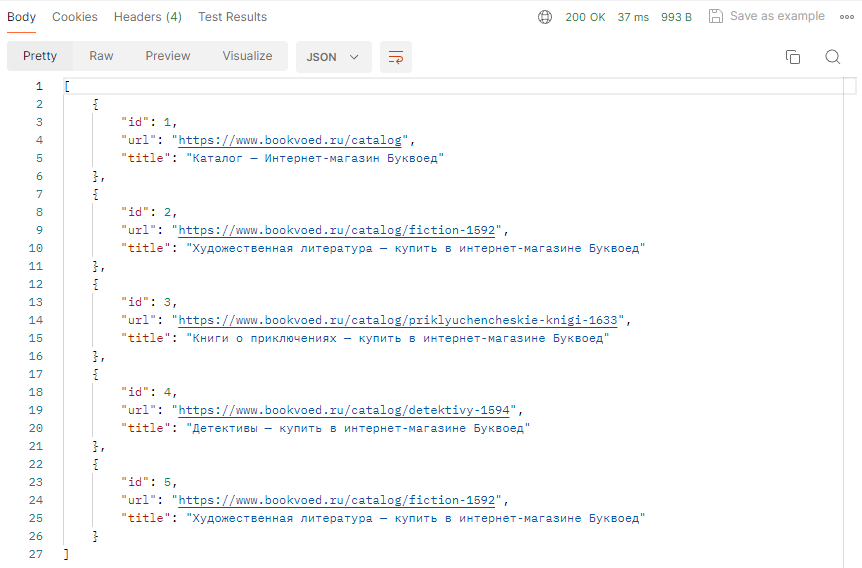 Body Cookies Headers (4) Test Results 200 OK 37 ms 993 B Save as example
Pretty Raw Preview Visualize JSON
1 [
2 {
3 "id": 1,
4 "url": "https://www.bookvoed.ru/catalog",
5 "title": "Каталог — Интернет-магазин Буквоед"
6 },
7 {
8 "id": 2,
9 "url": "https://www.bookvoed.ru/catalog/fiction-1592",
10 "title": "Художественная литература — купить в интернет-магазине Буквоед"
11 },
12 {
13 "id": 3,
14 "url": "https://www.bookvoed.ru/catalog/priklyuchencheskie-knigi-1633",
15 "title": "Книги о приключениях — купить в интернет-магазине Буквоед"
16 },
17 {
18 "id": 4,
19 "url": "https://www.bookvoed.ru/catalog/detektivy-1594",
20 "title": "Детективы — купить в интернет-магазине Буквоед"
21 },
22 {
23 "id": 5,
24 "url": "https://www.bookvoed.ru/catalog/fiction-1592",
25 "title": "Художественная литература — купить в интернет-магазине Буквоед"
26 }
27 ]